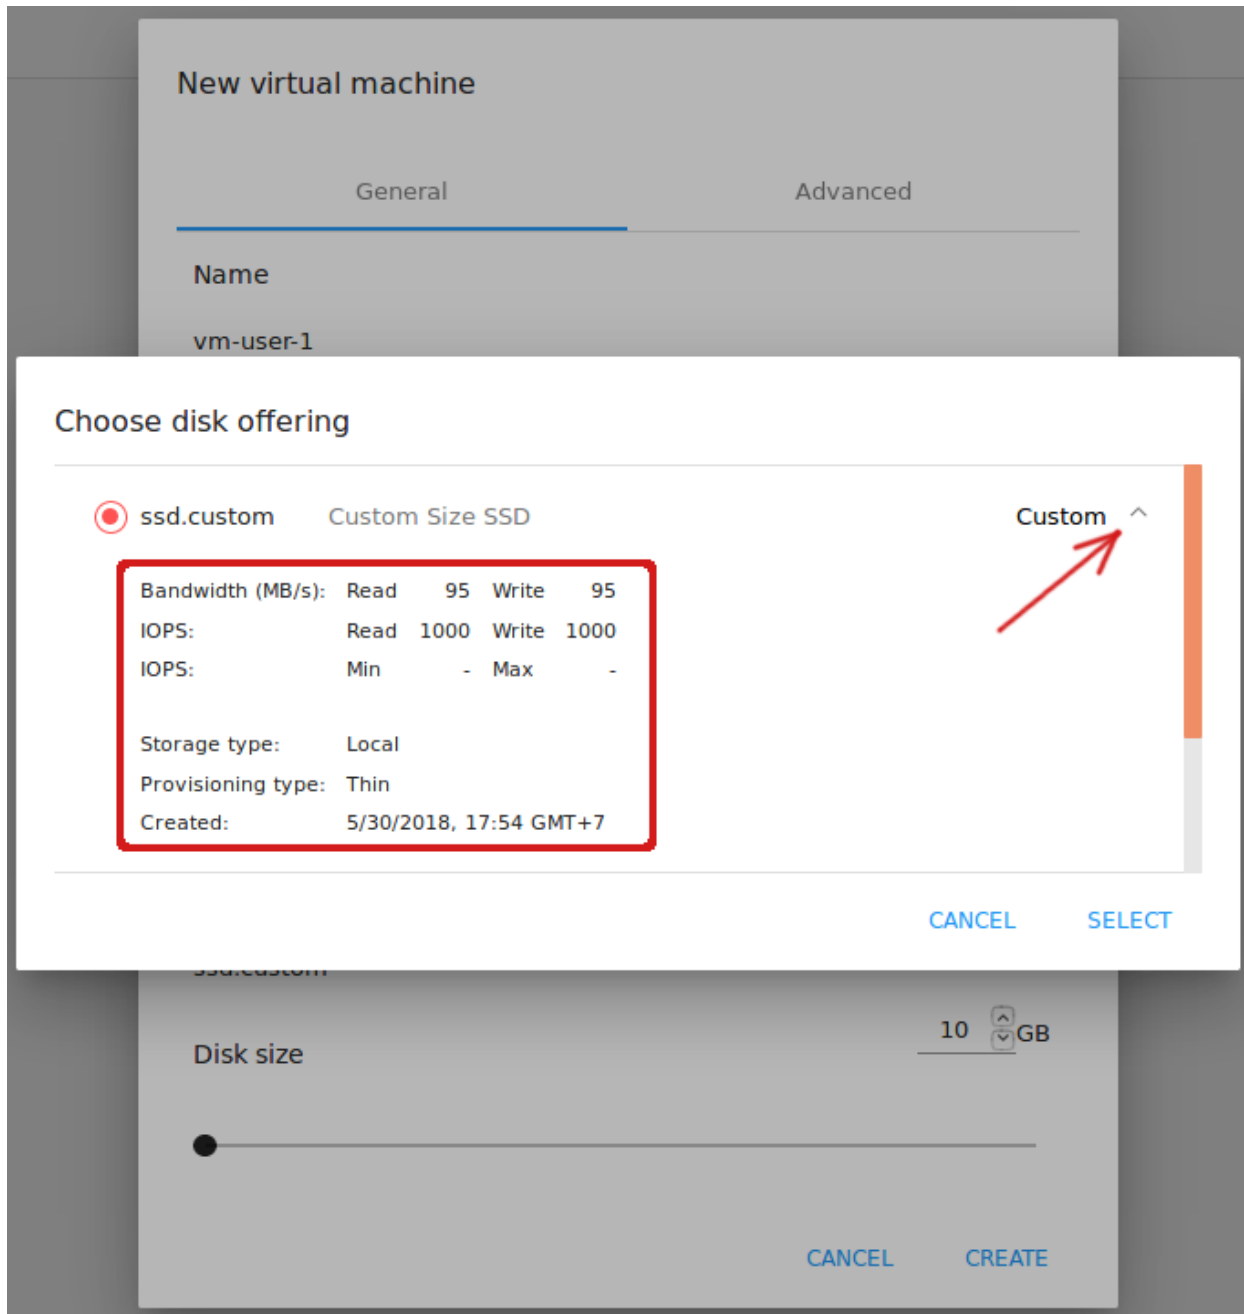 New virtual machine
General Advanced
Name
vm-user-1
Choose disk offering
ssd.custom Custom Size SSD Custom
Bandwidth (MB/s): Read 95 Write 95
IOPS: Read 1000 Write 1000
IOPS: Min - Max -
Storage type: Local
Provisioning type: Thin
Created: 5/30/2018, 17:54 GMT+7
CANCEL SELECT
ssd.custom
10 GB
Disk size
CANCEL CREATE